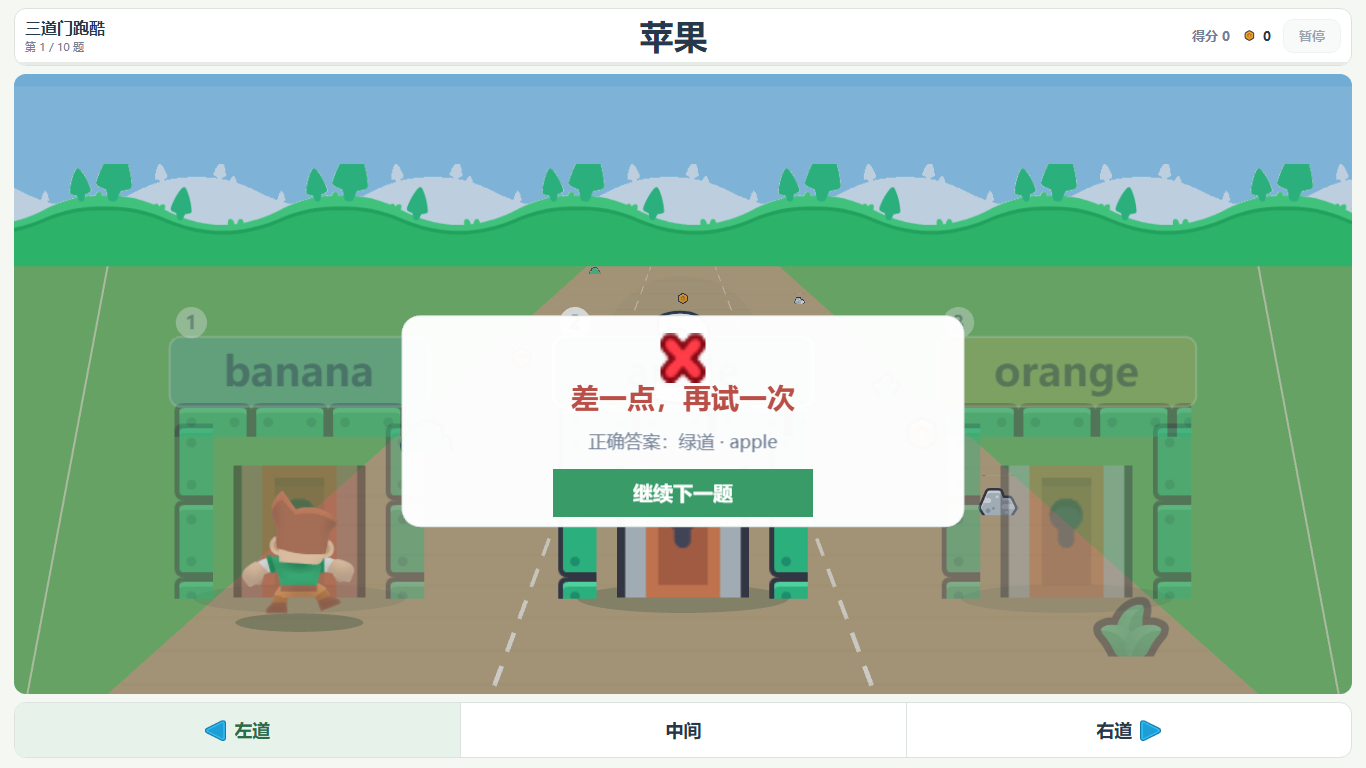 三道门跑酷
第 1 / 10 题
苹果
得分 0
0
暂停
1
banana
orange
差一点，再试一次
正确答案：绿道 · apple
继续下一题
左道
中间
右道